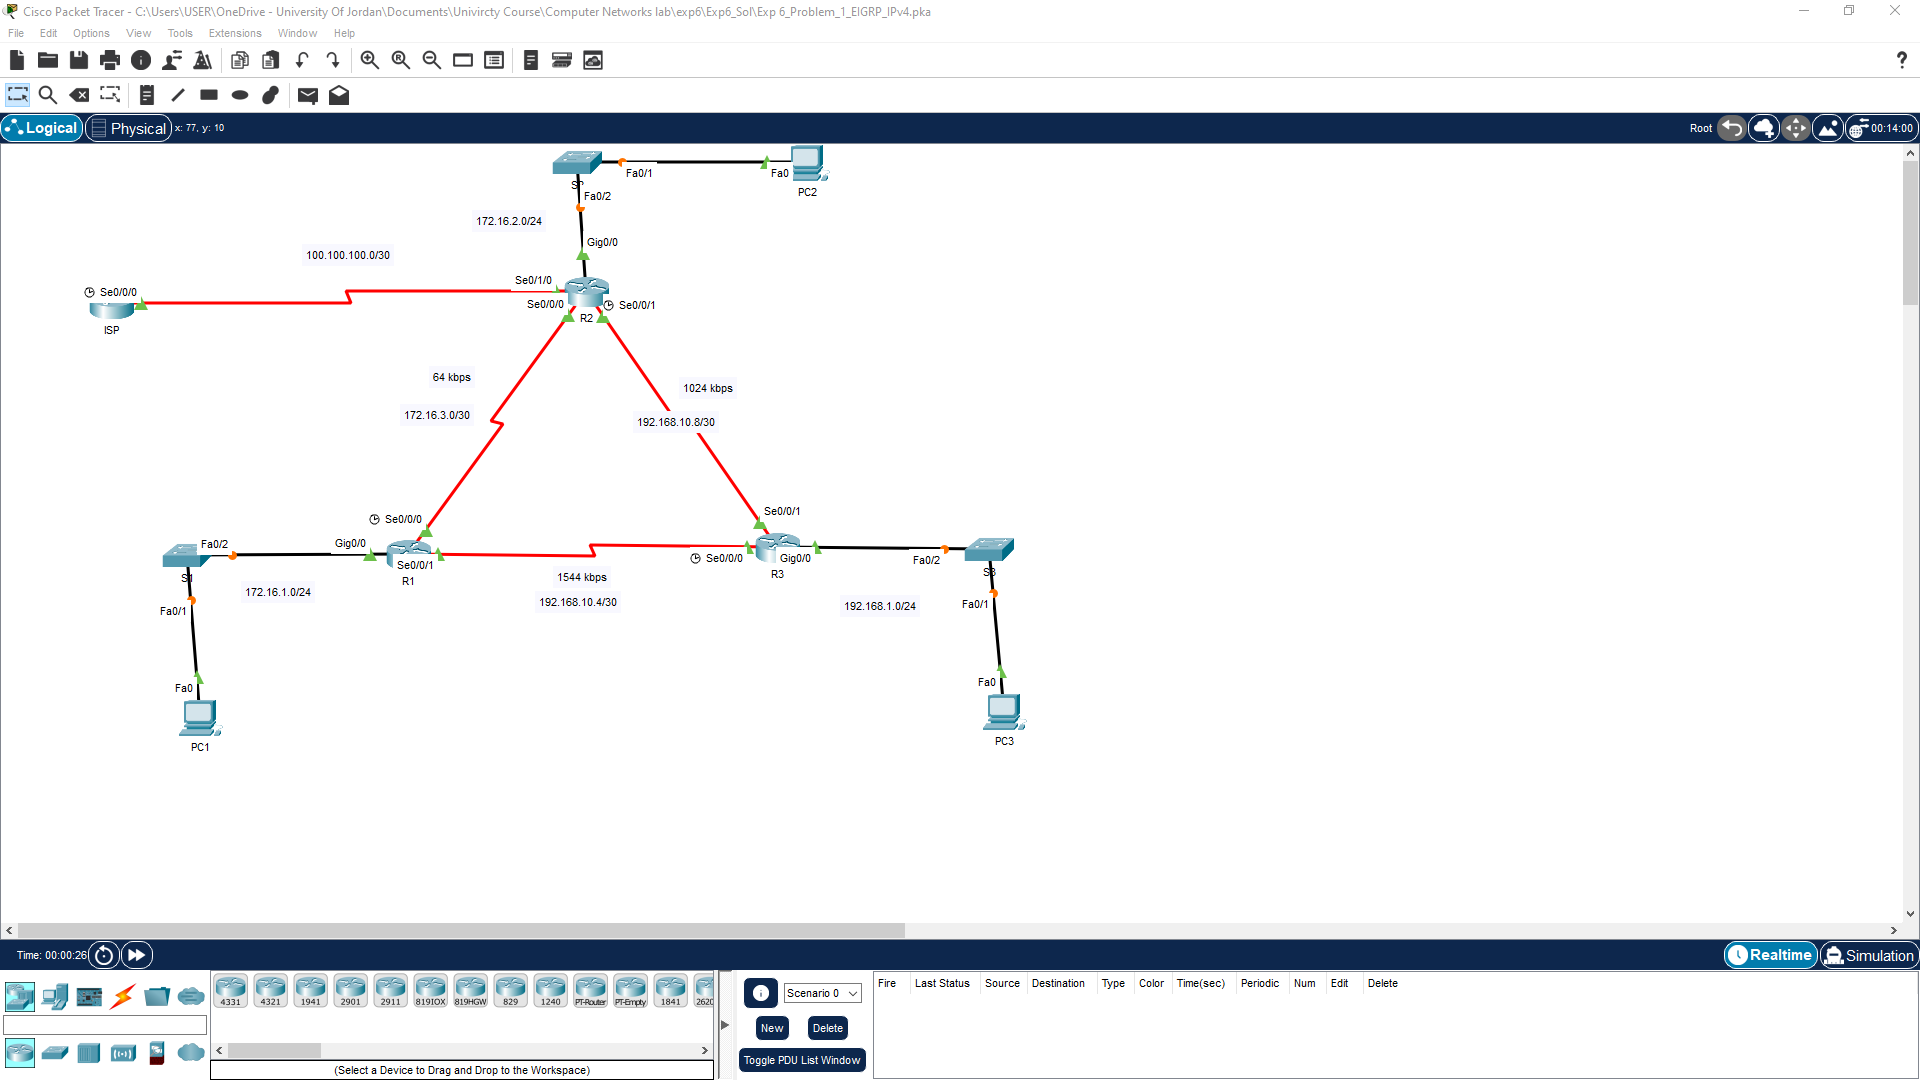 Cisco Packet Tracer - C:\Users\USER\OneDrive - University Of Jordan\Documents\Univircty Course\Computer Networks lab\exp6\Exp6_Sol\Exp 6_Problem_1_EIGRP_IPv4.pka
File Edit Options View Tools Extensions Window Help
Logical Physical x: 77, y: 10 Root 00:14:00
Fa0/1 Fa0 PC2
Fa0/2
172.16.2.0/24
Gig0/0
100.100.100.0/30
Se0/1/0
Se0/0/0 ISP
Se0/0/0 R2 Se0/0/1
64 kbps
1024 kbps
172.16.3.0/30
192.168.10.8/30
Se0/0/1
Se0/0/0
Fa0/2 Gig0/0
Se0/0/1
R1
Se0/0/0 Gig0/0
R3
Fa0/2
S1
S3
1544 kbps
172.16.1.0/24
192.168.10.4/30
192.168.1.0/24
Fa0/1
Fa0/1
Fa0
Fa0
PC1
PC3
Time: 00:00:26 Realtime Simulation
4331 4321 1941 2901 2911 819IOX 819HGW 829 1240 PT-Router PT-Empty 1841 2620
(Select a Device to Drag and Drop to the Workspace)
Scenario 0
New Delete
Toggle PDU List Window
Fire Last Status Source Destination Type Color Time(sec) Periodic Num Edit Delete